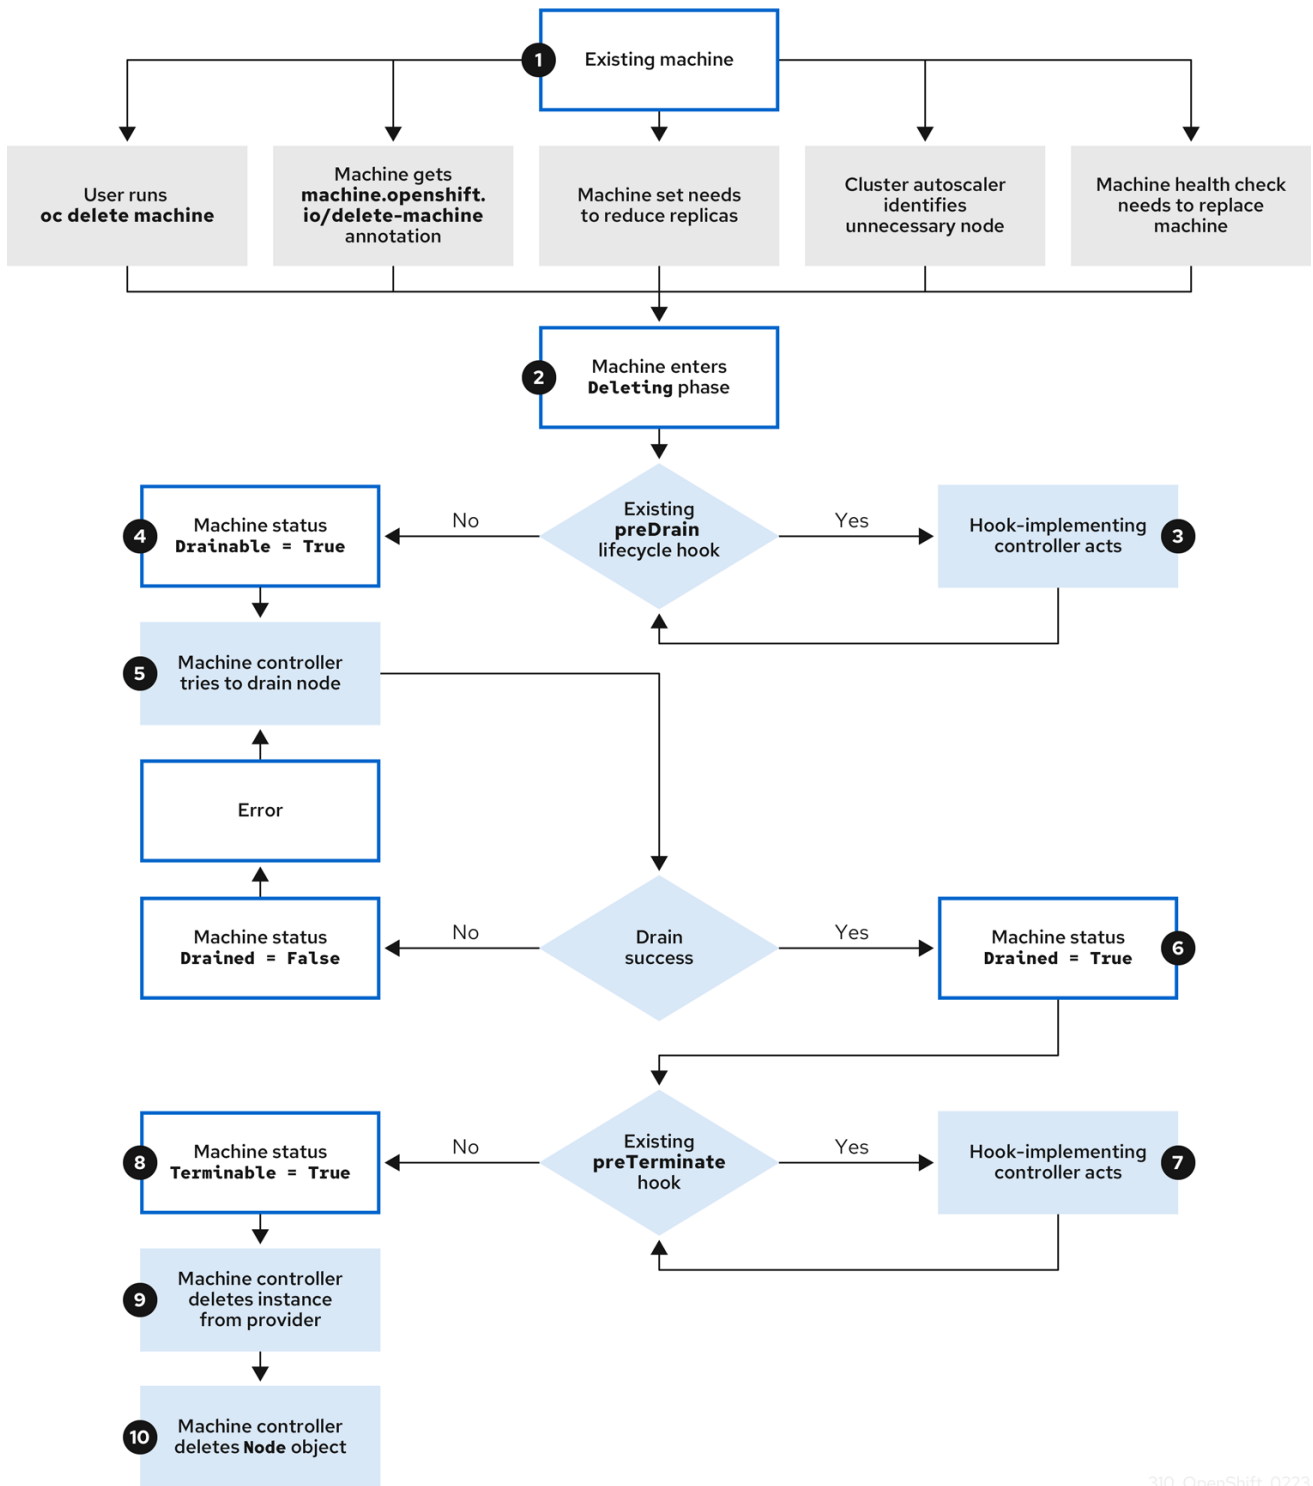 1
Existing machine
User runs
oc delete machine
Machine gets
machine.openshift.
io/delete-machine
annotation
Machine set needs
to reduce replicas
Cluster autoscaler
identifies
unnecessary node
Machine health check
needs to replace
machine
2
Machine enters
Deleting phase
4
Machine status
Drainable = True
No
Existing
preDrain
lifecycle hook
Yes
Hook-implementing
controller acts
3
5
Machine controller
tries to drain node
Error
Machine status
Drained = False
No
Drain
success
Yes
Machine status
Drained = True
6
8
Machine status
Terminable = True
No
Existing
preTerminate
hook
Yes
Hook-implementing
controller acts
7
9
Machine controller
deletes instance
from provider
10
Machine controller
deletes Node object
310_OpenShift_0223